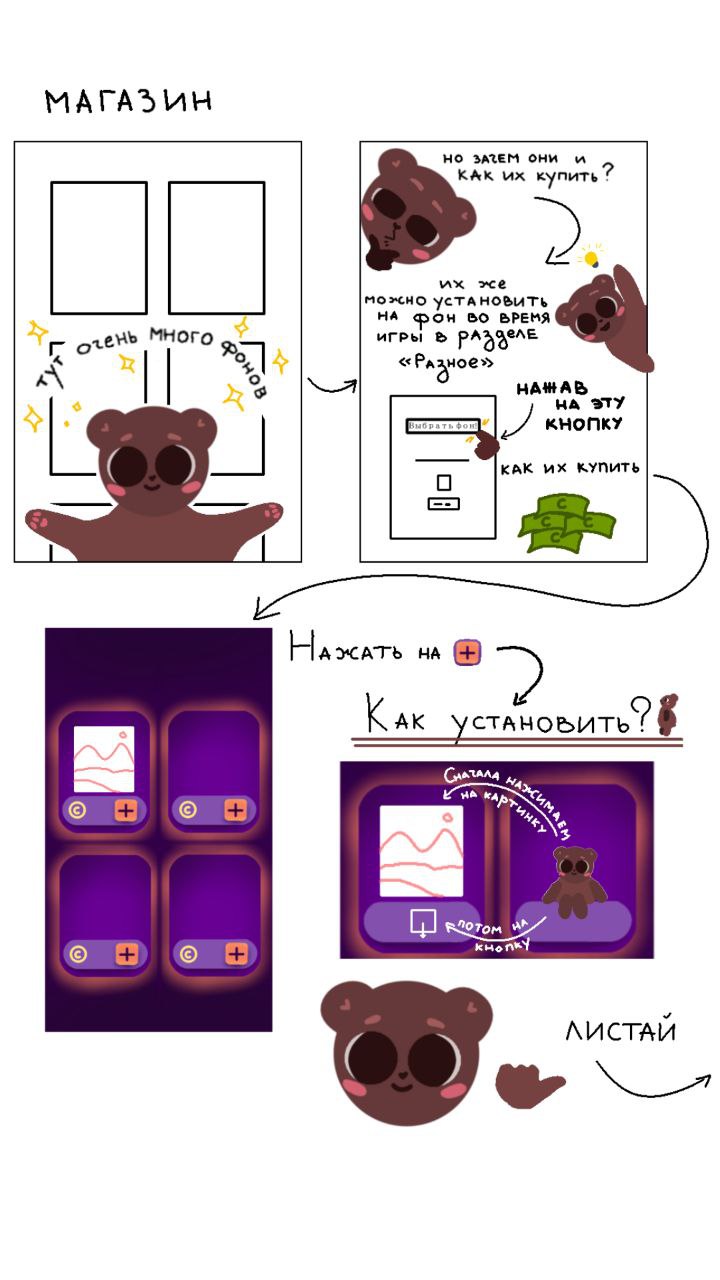 МАГАЗИН
тут очень много фонов
но зачем они и
как их купить?
их же
можно установить
на фон во время
игры в разделе
«Разное»
Выбрать фон
нажав
на эту
кнопку
как их купить
C
C
C
C
Нажать на +
Как установить?
C +
C +
C +
C +
Сначала нажимаем
на картинку
потом на
кнопку
листай